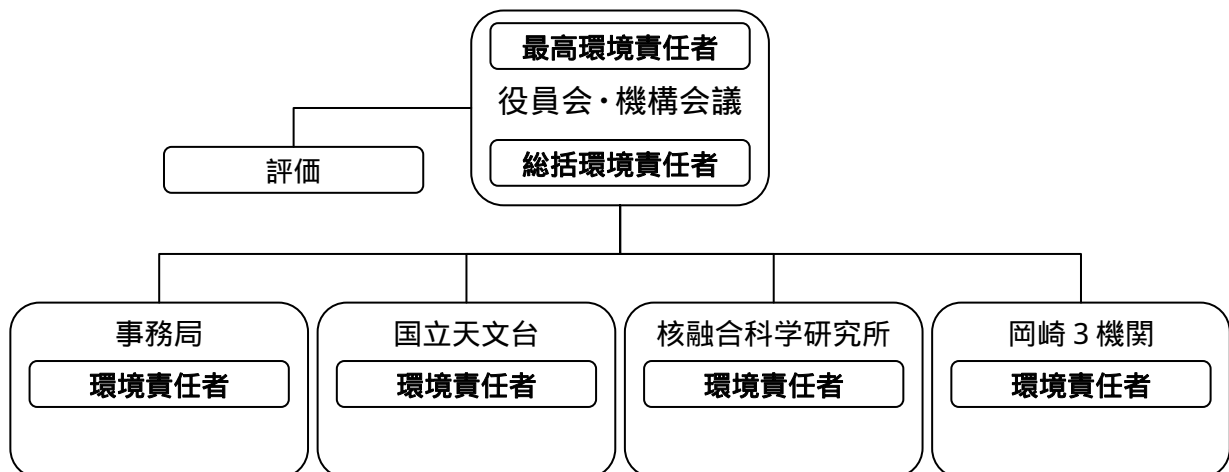 最高環境責任者
役員会・機構会議
総括環境責任者
評価
事務局
環境責任者
国立天文台
環境責任者
核融合科学研究所
環境責任者
岡崎３機関
環境責任者